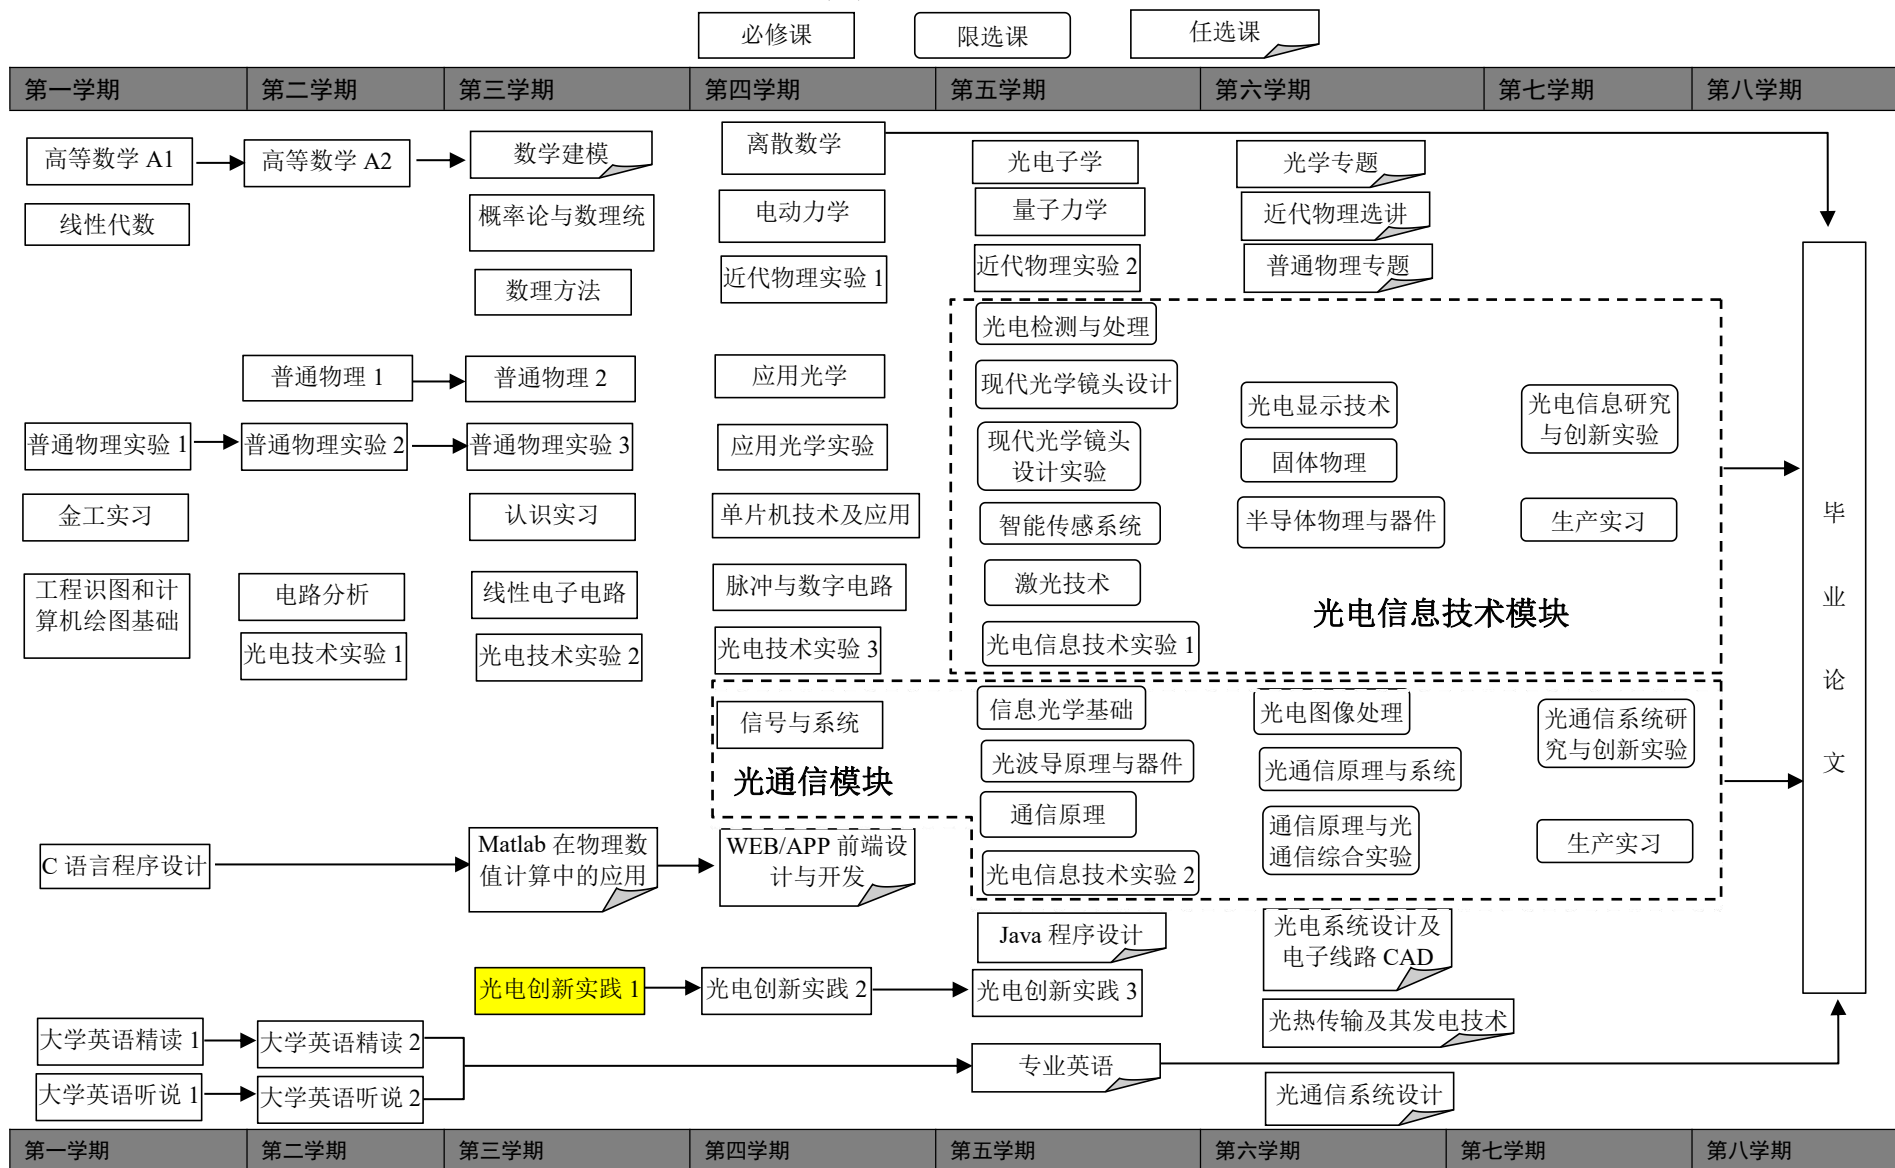 必修课
限选课
任选课
第一学期
第二学期
第三学期
第四学期
第五学期
第六学期
第七学期
第八学期
高等数学 A1
高等数学 A2
数学建模
离散数学
光电子学
光学专题
线性代数
概率论与数理统
电动力学
量子力学
近代物理选讲
数理方法
近代物理实验 1
近代物理实验 2
普通物理专题
光电检测与处理
普通物理 1
普通物理 2
应用光学
现代光学镜头设计
光电显示技术
光电信息研究
与创新实验
普通物理实验 1
普通物理实验 2
普通物理实验 3
应用光学实验
现代光学镜头
设计实验
固体物理
金工实习
认识实习
单片机技术及应用
智能传感系统
半导体物理与器件
生产实习
工程识图和计
算机绘图基础
电路分析
线性电子电路
脉冲与数字电路
激光技术
光电信息技术模块
光电技术实验 1
光电技术实验 2
光电技术实验 3
光电信息技术实验 1
信号与系统
信息光学基础
光电图像处理
光通信系统研
究与创新实验
光通信模块
光波导原理与器件
光通信原理与系统
通信原理
通信原理与光
通信综合实验
生产实习
C 语言程序设计
Matlab 在物理数
值计算中的应用
WEB/APP 前端设
计与开发
光电信息技术实验 2
Java 程序设计
光电系统设计及
电子线路 CAD
光电创新实践 1
光电创新实践 2
光电创新实践 3
光热传输及其发电技术
大学英语精读 1
大学英语精读 2
专业英语
大学英语听说 1
大学英语听说 2
光通信系统设计
毕
业
论
文
第一学期
第二学期
第三学期
第四学期
第五学期
第六学期
第七学期
第八学期